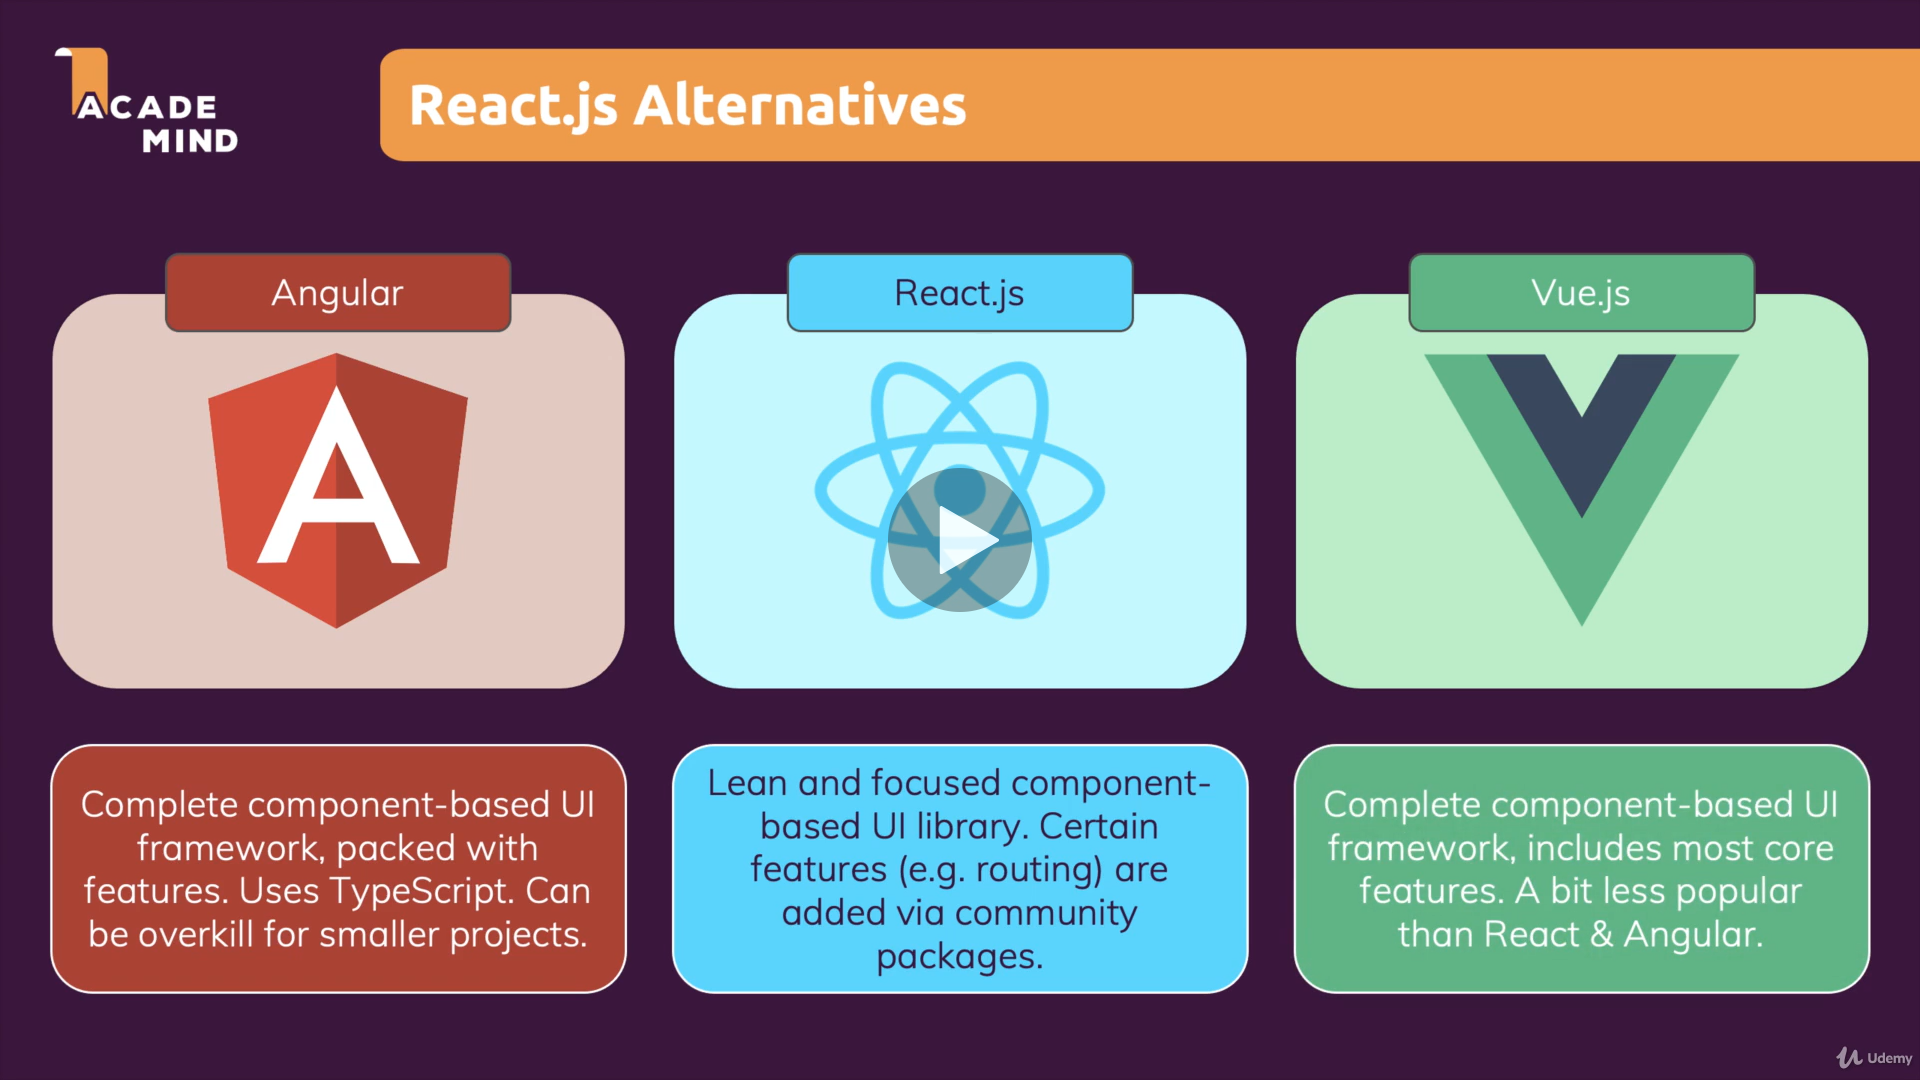 ACADE
MIND
React.js Alternatives
Angular
React.js
Vue.js
Complete component-based UI
framework, packed with
features. Uses TypeScript. Can
be overkill for smaller projects.
Lean and focused component-
based UI library. Certain
features (e.g. routing) are
added via community
packages.
Complete component-based UI
framework, includes most core
features. A bit less popular
than React & Angular.
Udemy